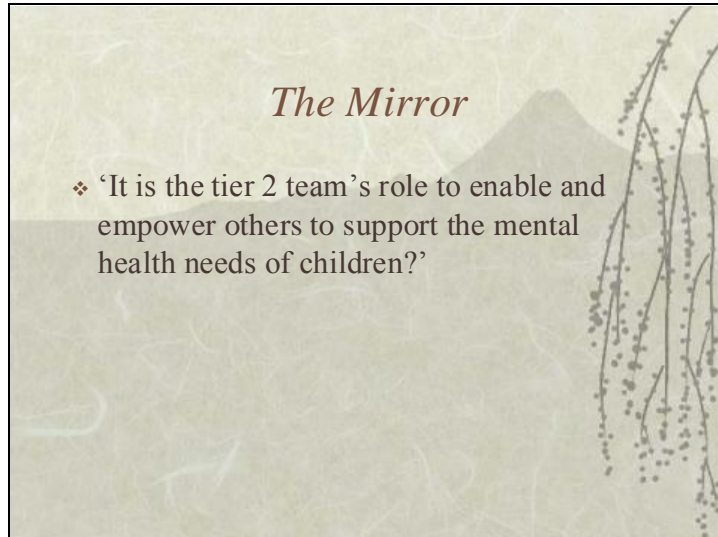 The Mirror
‘It is the tier 2 team’s role to enable and
empower others to support the mental
health needs of children?’